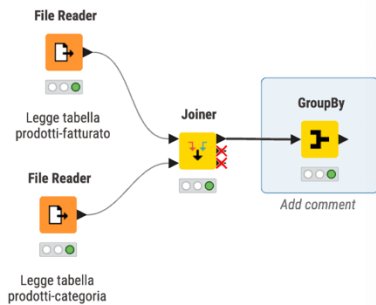 File Reader
Legge tabella
prodotti-fatturato
Joiner
GroupBy
Add comment
File Reader
Legge tabella
prodotti-categoria